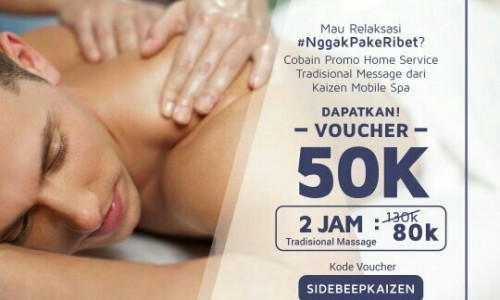 Mau Relaksasi
#NggakPakeRibet?
Cobain Promo Home Service
Tradisional Message dari
Kaizen Mobile Spa
DAPATKAN!
– VOUCHER –
50K
2 JAM : 130k
Tradisional Massage 80k
Kode Voucher
SIDEBEEPKAIZEN